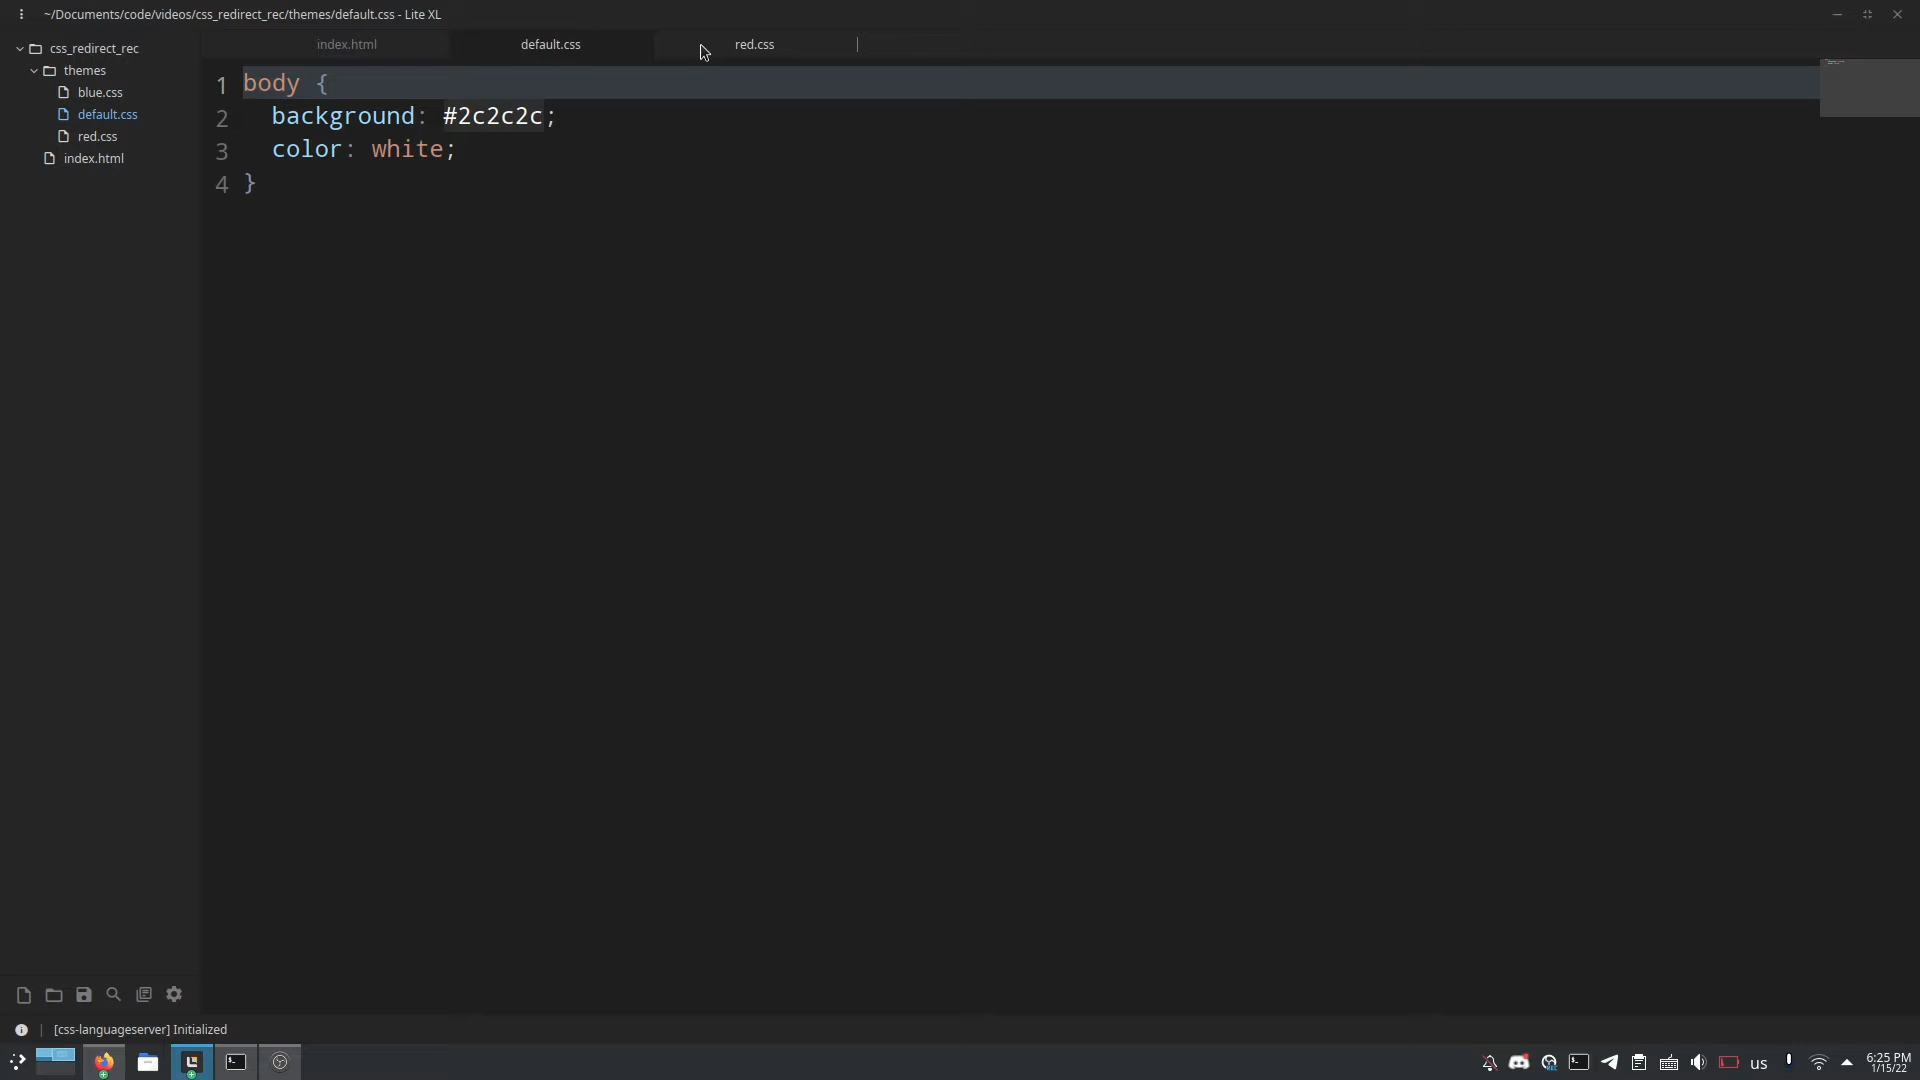 ~/Documents/code/videos/css_redirect_rec/themes/default.css - Lite XL
css_redirect_rec
themes
blue.css
default.css
red.css
index.html
index.html
default.css
red.css
1 body {
2 background: #2c2c2c;
3 color: white;
4 }
[css-languageserver] Initialized
us
6:25 PM
1/15/22